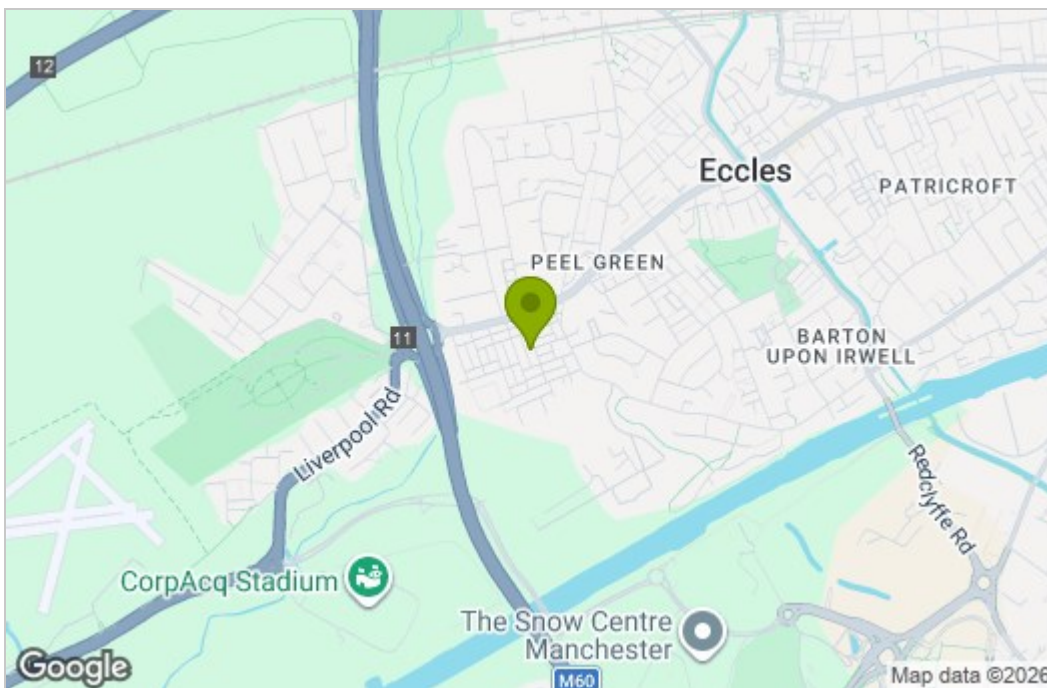 12
Eccles
PATRICROFT
PEEL GREEN
11
BARTON
UPON IRWELL
Liverpool Rd
Redclyffe Rd
CorpAcq Stadium
The Snow Centre
Manchester
M60
Google
Map data ©2026